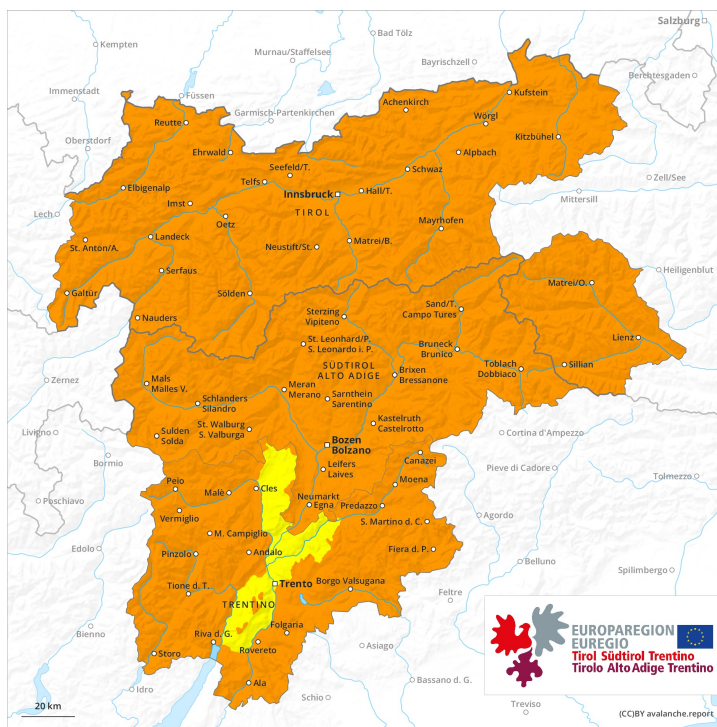 Salzburg
Kempten
Bad Tölz
Murnau/Staffelsee
Bayrischzell
Berchtesgaden
Immenstadt
Füssen
Garmisch-Partenkirchen
Achenkirch
Kufstein
Wörgl
Reutte
Oberstdorf
Ehrwald
Kitzbühel
Alpbach
Seefeld/T.
Schwaz
Telfs
Zell/See
Elbigenalp
Innsbruck
Hall/T.
Mittersill
Imst
TIROL
Lech
Oetz
Mayrhofen
St. Anton/A.
Landeck
Neustift/St.
Matrei/B.
Serfaus
Heiligenblut
Matrei/O.
Galtür
Sölden
Nauders
Sand/T.
Campo Tures
Sterzing
Vipiteno
Lienz
St. Leonhard/P.
S. Leonardo i. P.
Bruneck
Brunico
Toblach
Dobbiaco
Sillian
SÜDTIROL
ALTO ADIGE
Brixen
Bressanone
Zernez
Mals
Malles V.
Meran
Merano
Sarnthein
Sarentino
Schlanders
Silandro
Kastelruth
Castelrotto
St. Walburg
S. Valburga
Livigno
Sulden
Solda
Bozen
Bolzano
Cortina d'Ampezzo
Bormio
Leifers
Laives
Canazei
Pieve di Cadore
Tolmezzo
Peio
Malè
Cles
Moena
Poschiavo
Neumarkt
Egna
Predazzo
Vermiglio
Agordo
S. Martino d. C.
M. Campiglio
Edolo
Pinzolo
Andalo
Fiera d. P.
Belluno
Spilimbergo
Tione d. T.
Trento
Borgo Valsugana
Feltre
TRENTINO
Folgaria
Bienno
Riva d. G.
Storo
Rovereto
Asiago
Idro
Ala
Schio
Bassano d. G.
Treviso
EUROPAREGION
EUREGIO
Tirol Südtirol Trentino
Tirolo Alto Adige Trentino
20 km
(CC)BY avalanche.report